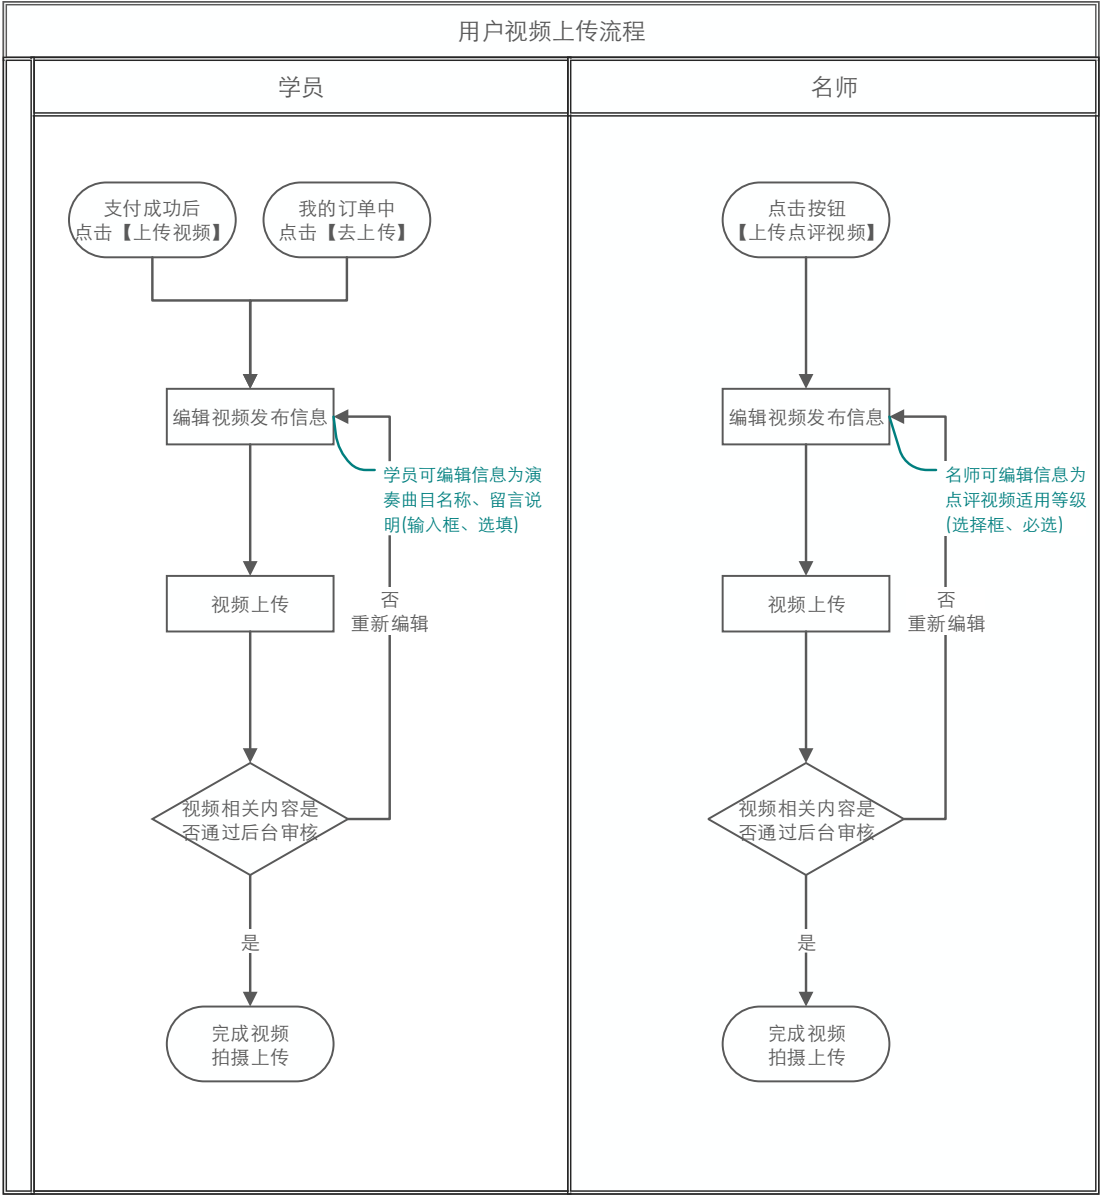 用户视频上传流程
学员
名师
支付成功后
点击【上传视频】
我的订单中
点击【去上传】
点击按钮
【上传点评视频】
编辑视频发布信息
编辑视频发布信息
学员可编辑信息为演
奏曲目名称、留言说
明(输入框、选填)
名师可编辑信息为
点评视频适用等级
(选择框、必选)
视频上传
否
重新编辑
视频上传
否
重新编辑
视频相关内容是
否通过后台审核
视频相关内容是
否通过后台审核
是
是
完成视频
拍摄上传
完成视频
拍摄上传